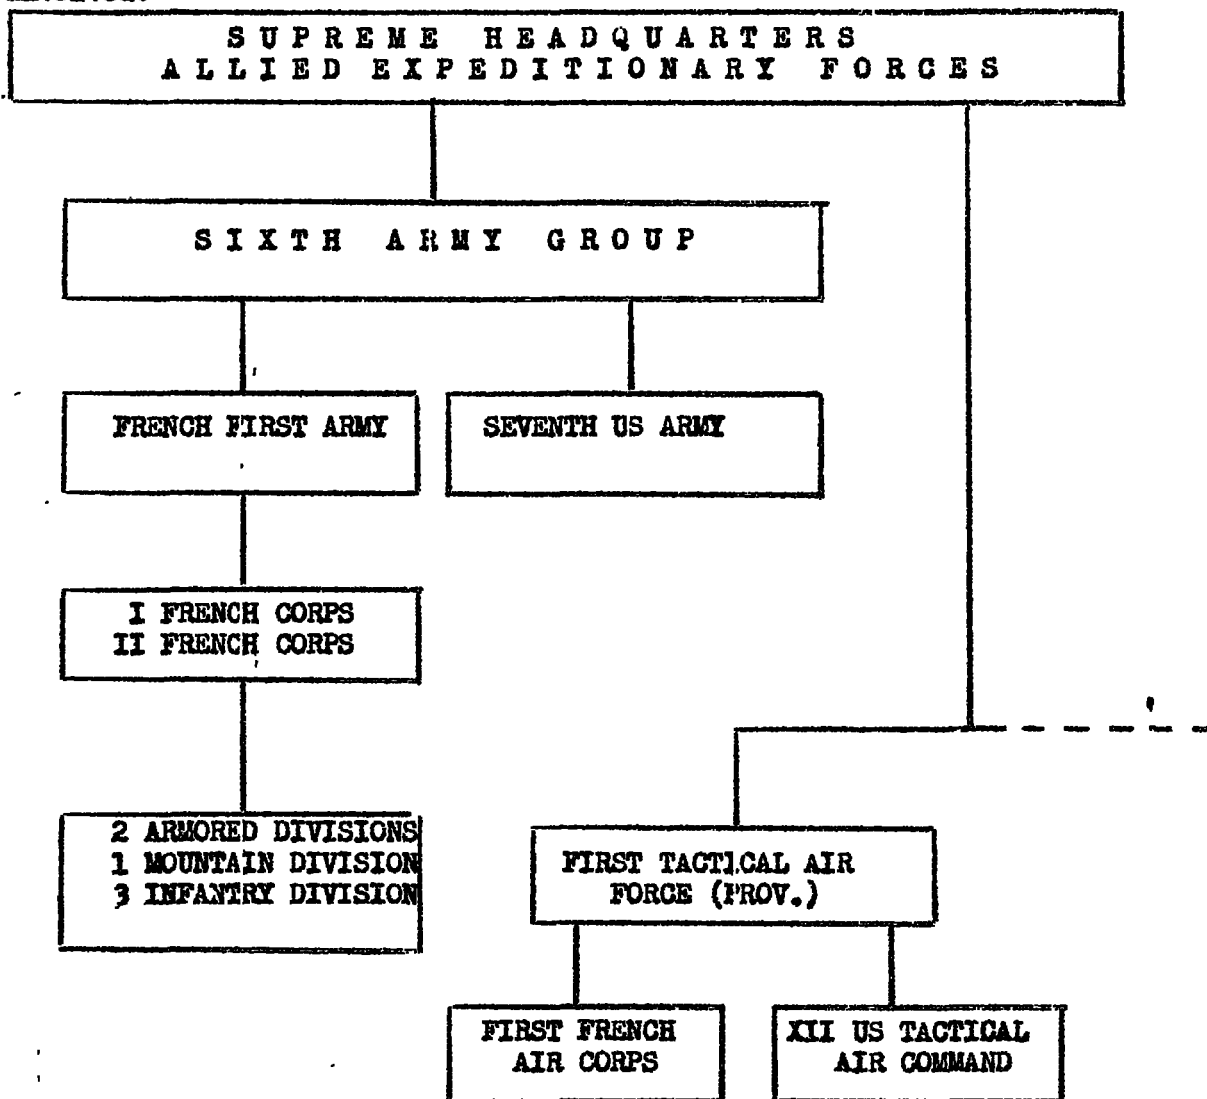 SUPREME HEADQUARTERS
ALLIED EXPEDITIONARY FORCES
SIXTH ARMY GROUP
FRENCH FIRST ARMY
SEVENTH US ARMY
I FRENCH CORPS
II FRENCH CORPS
2 ARMORED DIVISIONS
1 MOUNTAIN DIVISION
3 INFANTRY DIVISION
FIRST TACTICAL AIR
FORCE (PROV.)
FIRST FRENCH
AIR CORPS
XII US TACTICAL
AIR COMMAND